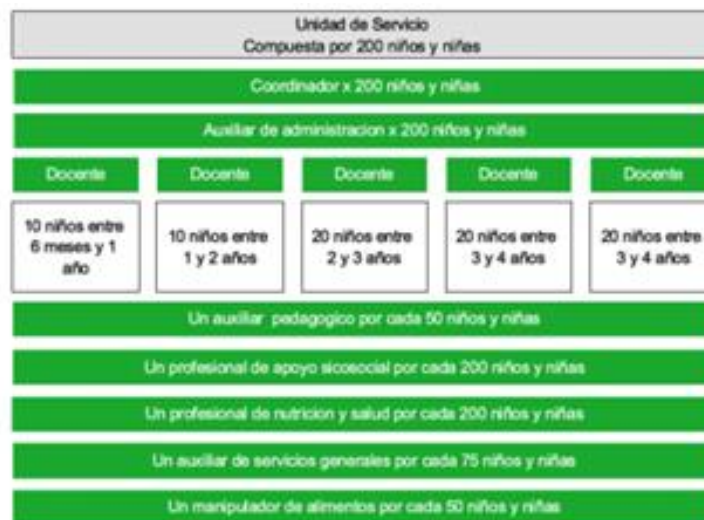 Unidad de Servicio
Compuesta por 200 niños y niñas
Coordinador x 200 niños y niñas
Auxiliar de administracion x 200 niños y niñas
Docente
Docente
Docente
Docente
Docente
10 niños entre
6 meses y 1
año
10 niños entre
1 y 2 años
20 niños entre
2 y 3 años
20 niños entre
3 y 4 años
20 niños entre
3 y 4 años
Un auxiliar pedagogico por cada 50 niños y niñas
Un profesional de apoyo sicosocial por cada 200 niños y niñas
Un profesional de nutricion y salud por cada 200 niños y niñas
Un auxiliar de servicios generales por cada 75 niños y niñas
Un manipulador de alimentos por cada 50 niños y niñas